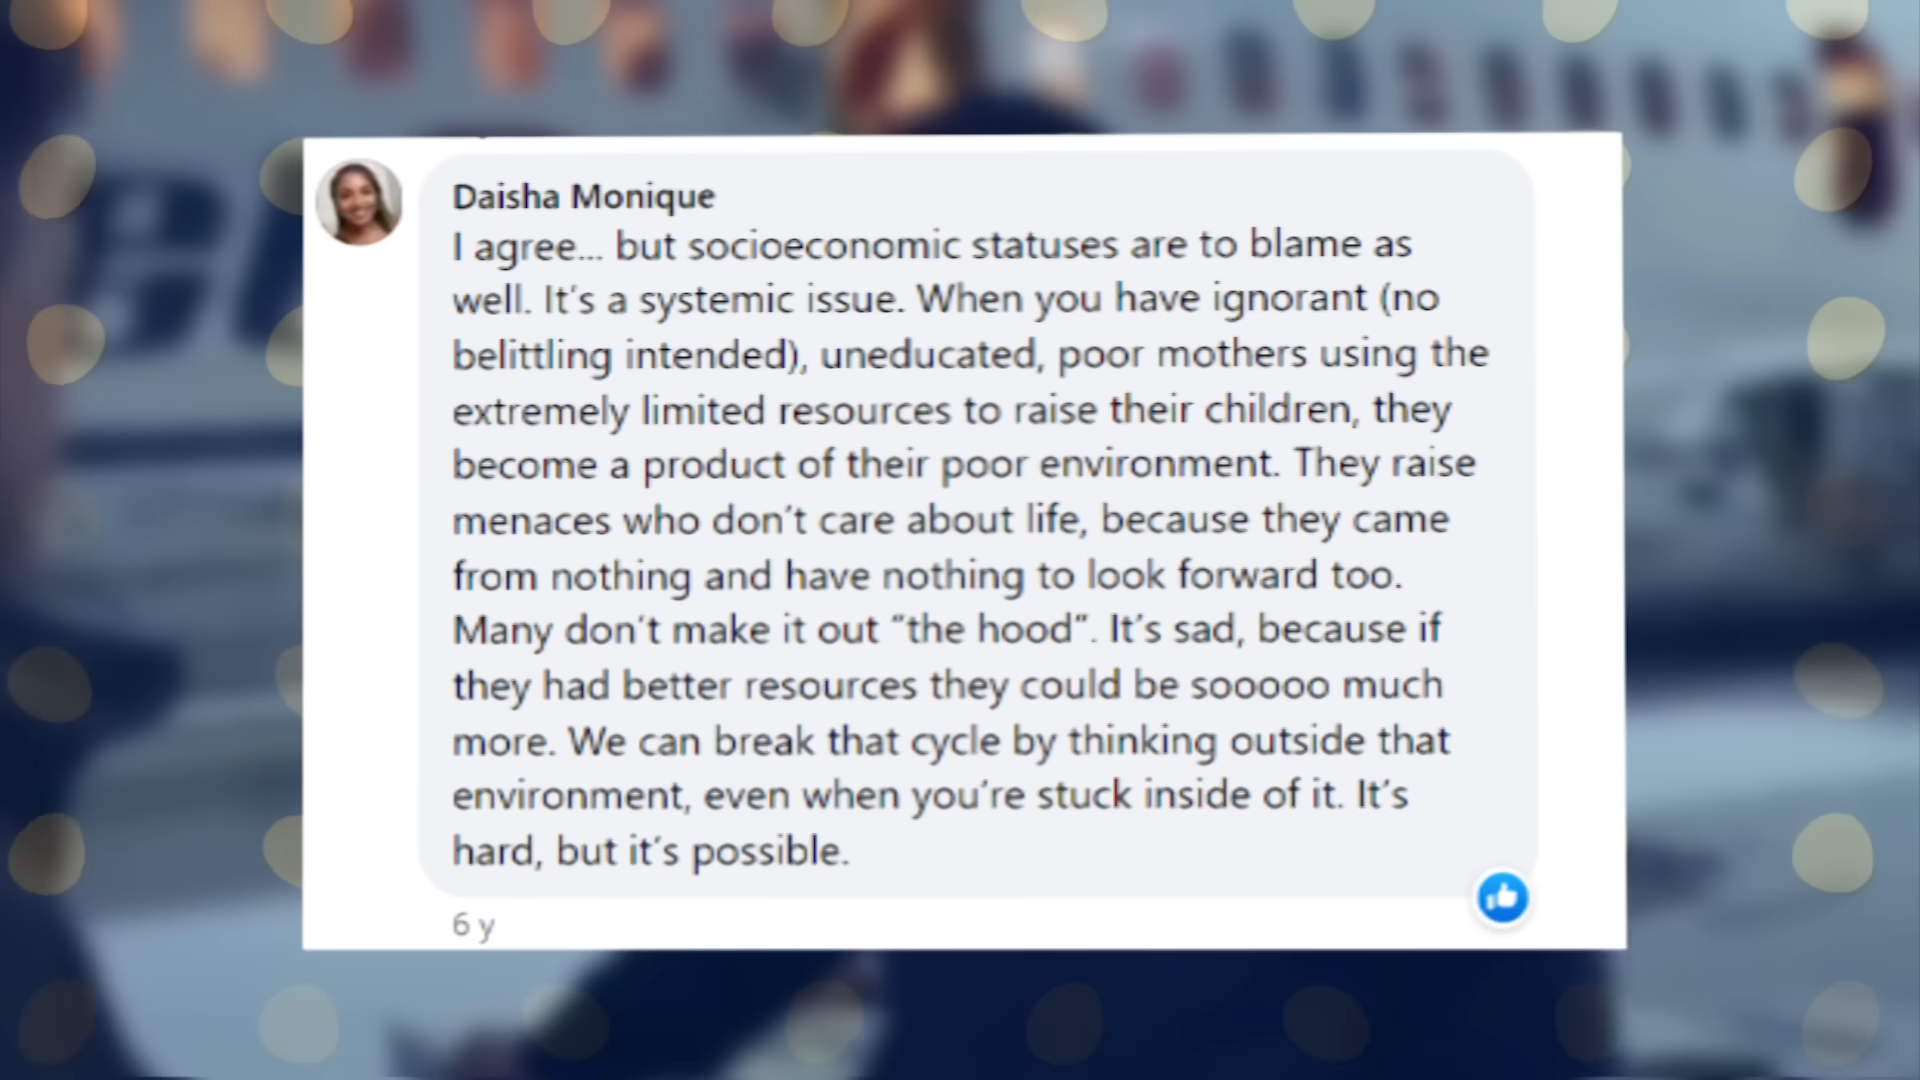 Daisha Monique
I agree... but socioeconomic statuses are to blame as
well. It's a systemic issue. When you have ignorant (no
belittling intended), uneducated, poor mothers using the
extremely limited resources to raise their children, they
become a product of their poor environment. They raise
menaces who don't care about life, because they came
from nothing and have nothing to look forward too.
Many don't make it out "the hood". It's sad, because if
they had better resources they could be sooooo much
more. We can break that cycle by thinking outside that
environment, even when you're stuck inside of it. It's
hard, but it's possible.
6 y